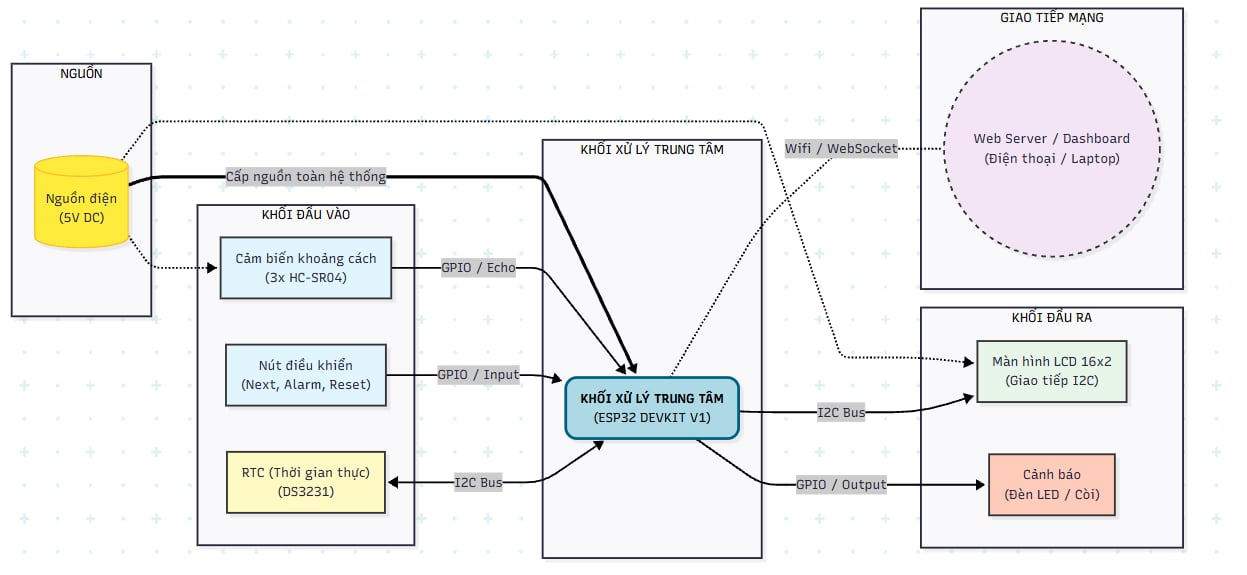 GIAO TIẾP MẠNG
Web Server / Dashboard
(Điện thoại / Laptop)
NGUỒN
Nguồn điện
(5V DC)
Cấp nguồn toàn hệ thống
KHỐI ĐẦU VÀO
Cảm biến khoảng cách
(3x HC-SR04)
GPIO / Echo
Nút điều khiển
(Next, Alarm, Reset)
GPIO / Input
RTC (Thời gian thực)
(DS3231)
I2C Bus
KHỐI XỬ LÝ TRUNG TÂM
KHỐI XỬ LÝ TRUNG TÂM
(ESP32 DEVKIT V1)
Wifi / WebSocket
I2C Bus
GPIO / Output
KHỐI ĐẦU RA
Màn hình LCD 16x2
(Giao tiếp I2C)
Cảnh báo
(Đèn LED / Còi)